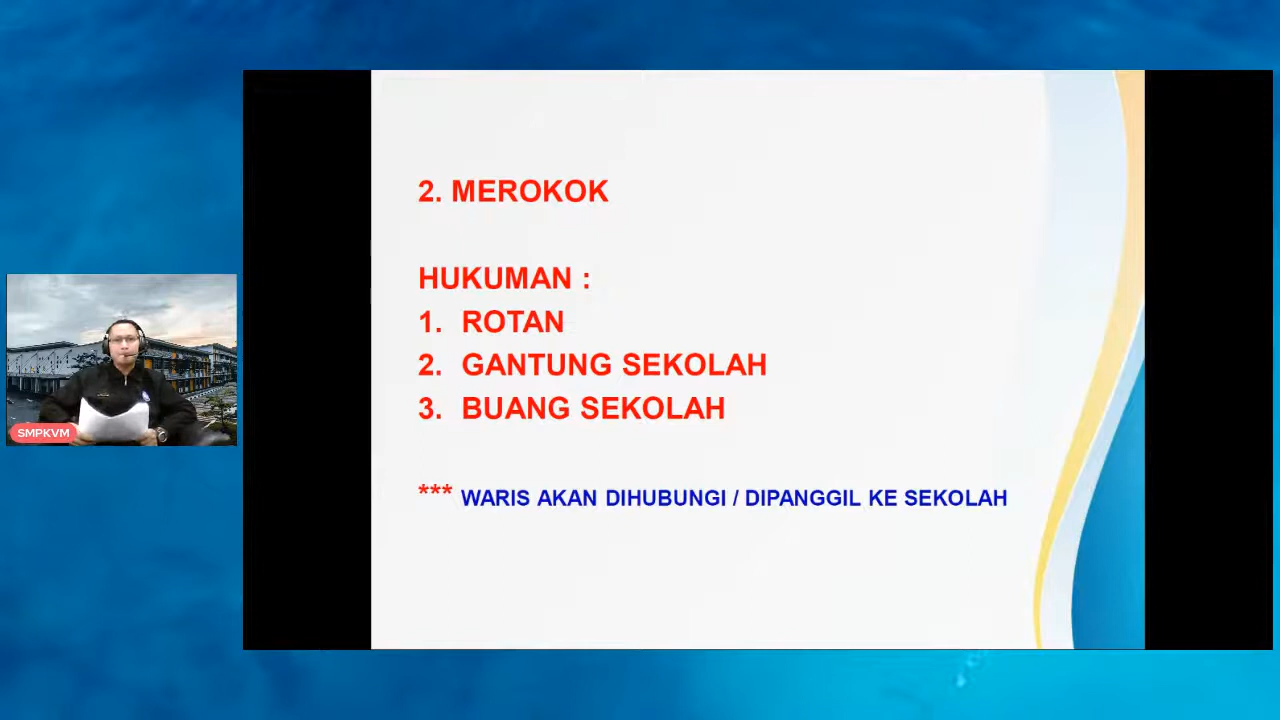 2. MEROKOK
HUKUMAN :
1. ROTAN
2. GANTUNG SEKOLAH
3. BUANG SEKOLAH
*** WARIS AKAN DIHUBUNGI / DIPANGGIL KE SEKOLAH
SMPKVM